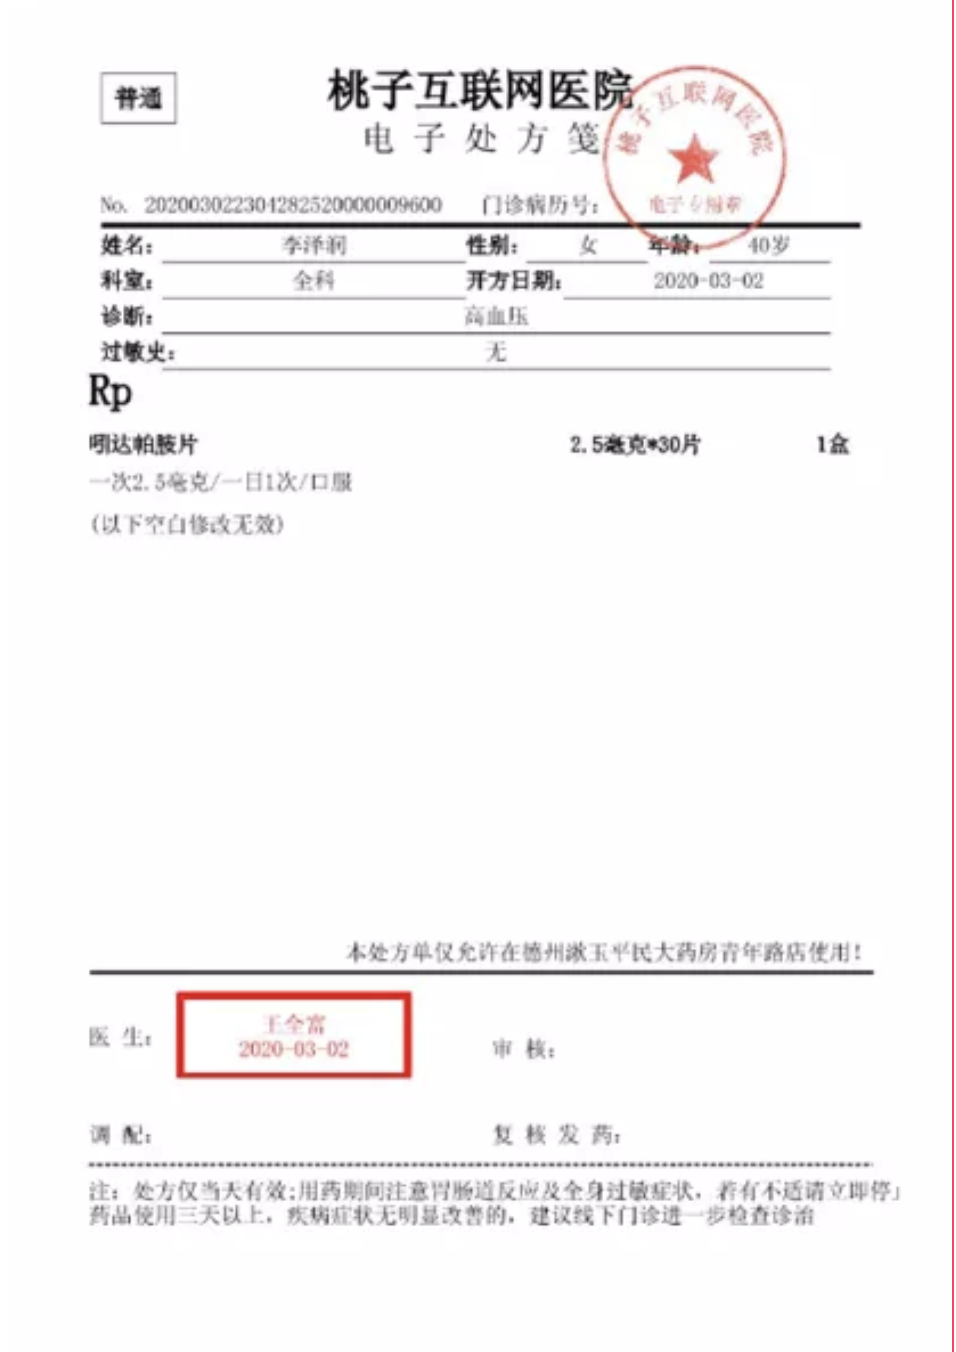 普通
桃子互联网医院
电子处方笺
桃子互联网医院
电子专用章
No. 20200302230428252000​0009600 门诊病历号：
姓名： 李泽润 性别： 女 年龄： 40岁
科室： 全科 开方日期： 2020-03-02
诊断： 高血压
过敏史： 无
Rp
吲达帕胺片 2.5毫克*30片 1盒
一次2.5毫克/一日1次/口服
(以下空白修改无效)
本处方单仅允许在德州漱玉平民大药房青年路店使用！
医 生： 王全富
2020-03-02
审 核：
调 配： 复 核 发 药：
注：处方仅当天有效;用药期间注意胃肠道反应及全身过敏症状，若有不适请立即停
药品使用三天以上，疾病症状无明显改善的，建议线下门诊进一步检查诊治